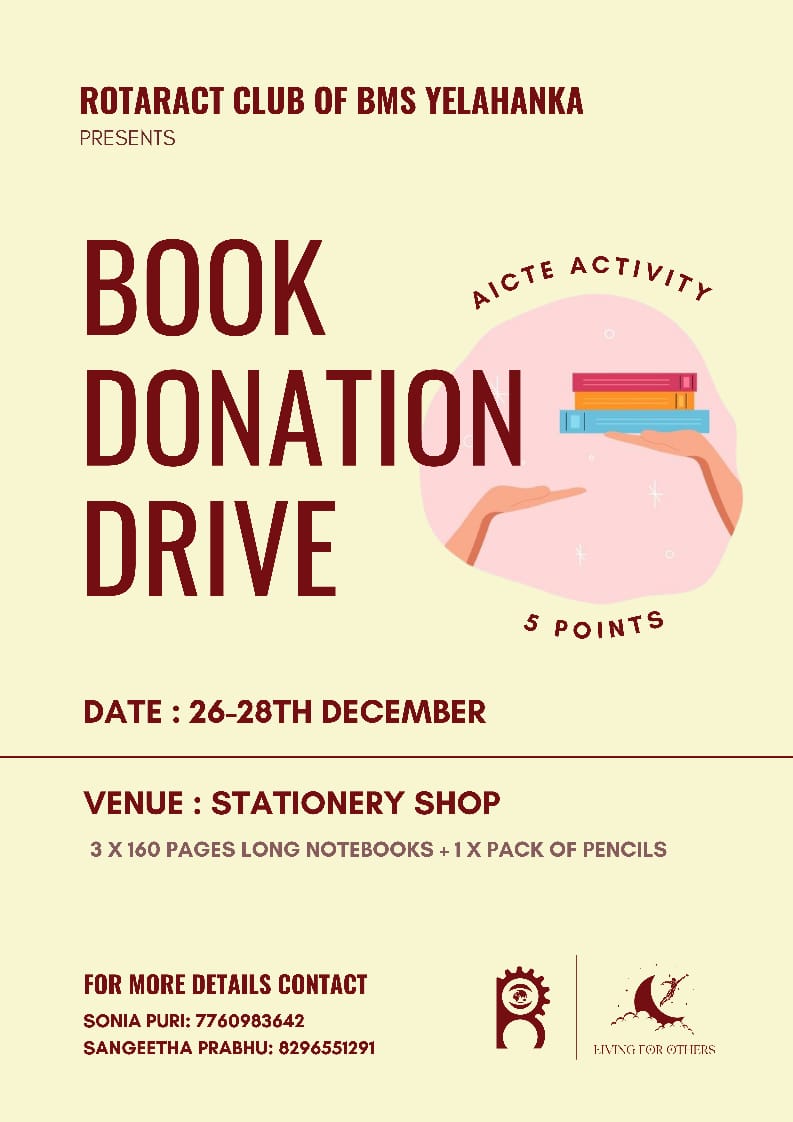 ROTARACT CLUB OF BMS YELAHANKA
PRESENTS
BOOK
DONATION
DRIVE
AICTE ACTIVITY
5 POINTS
DATE : 26-28TH DECEMBER
VENUE : STATIONERY SHOP
3 X 160 PAGES LONG NOTEBOOKS + 1 X PACK OF PENCILS
FOR MORE DETAILS CONTACT
SONIA PURI: 7760983642
SANGEETHA PRABHU: 8296551291
LIVING FOR OTHERS